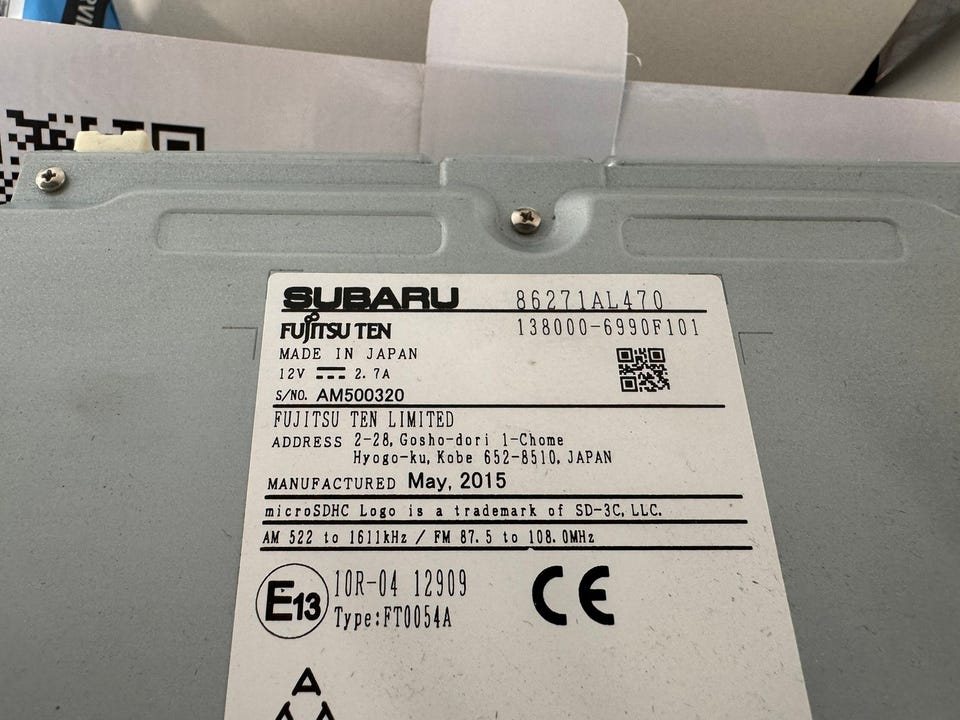 SUBARU 86271AL470
FUJITSU TEN 138000-6990F101
MADE IN JAPAN
12V 2.7A
S/NO. AM500320
FUJITSU TEN LIMITED
ADDRESS 2-28, Gosho-dori 1-Chome
Hyogo-ku, Kobe 652-8510, JAPAN
MANUFACTURED May, 2015
microSDHC Logo is a trademark of SD-3C, LLC.
AM 522 to 1611kHz / FM 87.5 to 108.0MHz
E13 10R-04 12909 CE
Type:FT0054A
A